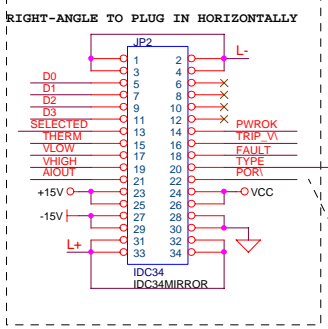 RIGHT-ANGLE TO PLUG IN HORIZONTALLY
JP2
L-
1 2
3 4
D0 5 6
D1 7 8
D2 9 10
D3 11 12
SELECTED 13 14 PWROK
THERM 15 16 TRIP_V\
VLOW 17 18 FAULT
VHIGH 19 20 TYPE
AIOUT 21 22 POR\
+15V 23 24 VCC
25 26
-15V 27 28
29 30
L+ 31 32
33 34
IDC34
IDC34MIRROR